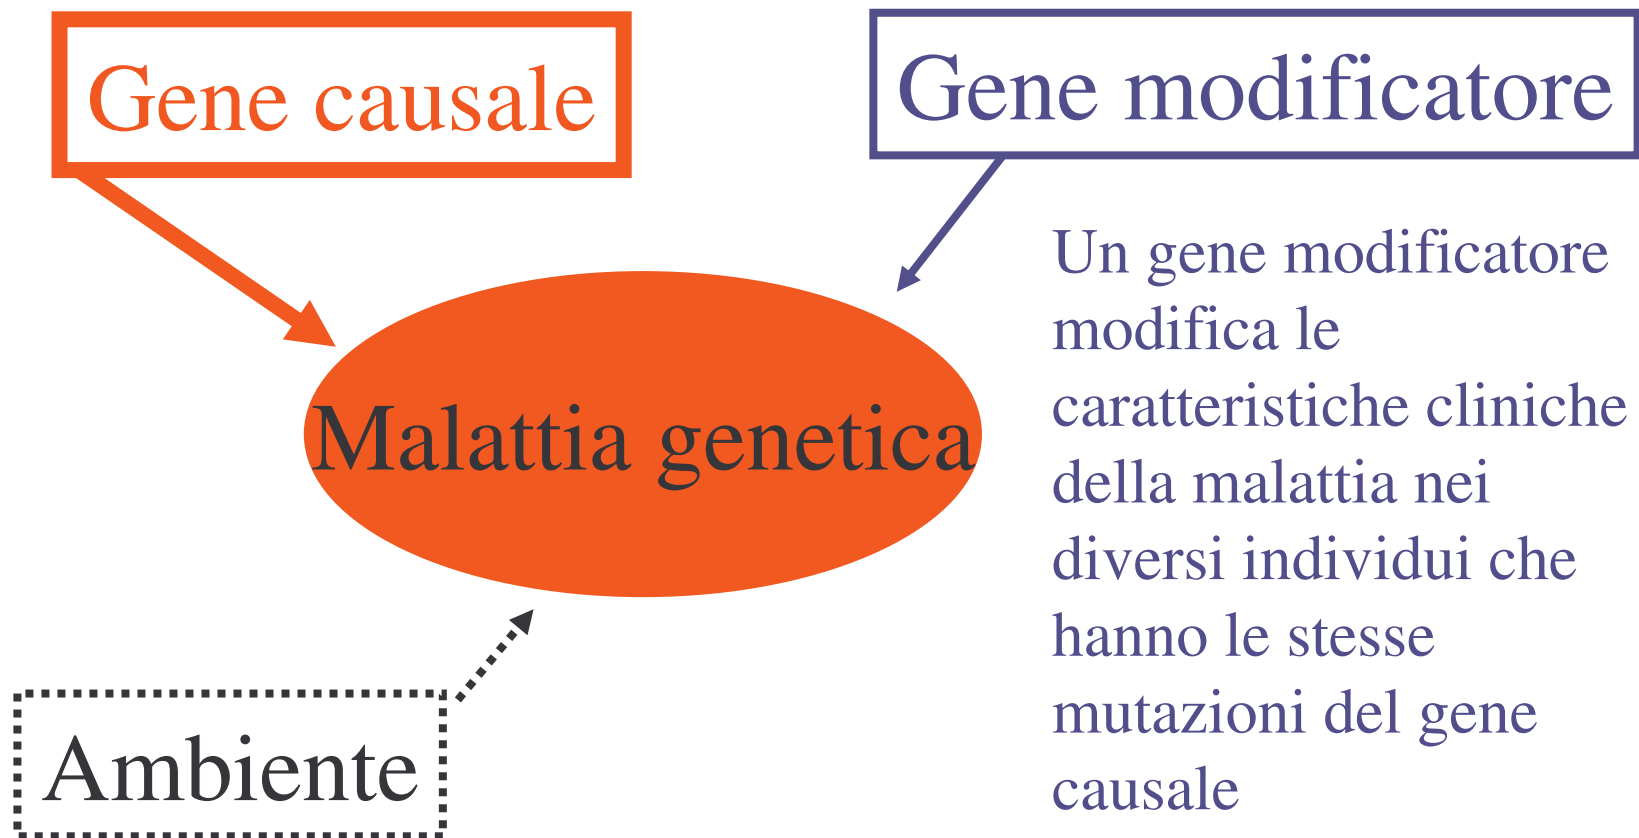 Gene causale
Gene modificatore
Un gene modificatore
modifica le
caratteristiche cliniche
della malattia nei
diversi individui che
hanno le stesse
mutazioni del gene
causale
Malattia genetica
Ambiente